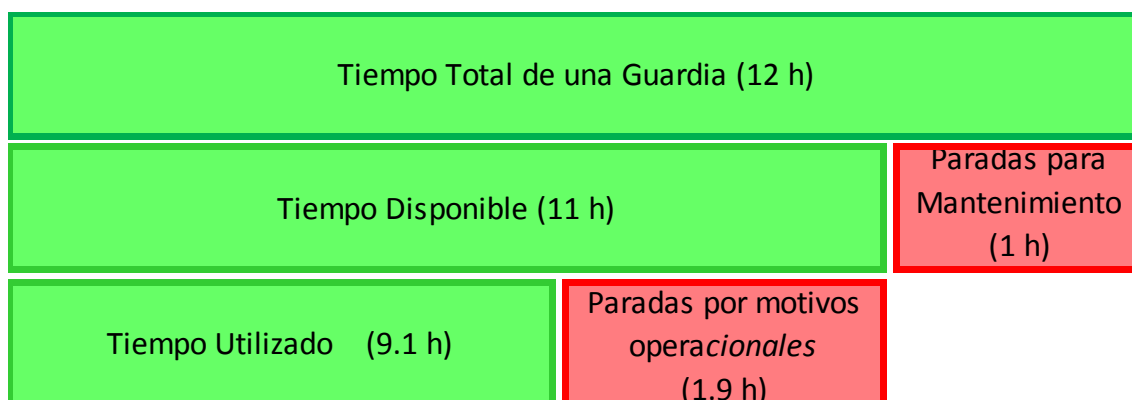 Tiempo Total de una Guardia (12 h)
Tiempo Disponible (11 h)
Paradas para
Mantenimiento
(1 h)
Tiempo Utilizado (9.1 h)
Paradas por motivos
operacionales
(1.9 h)